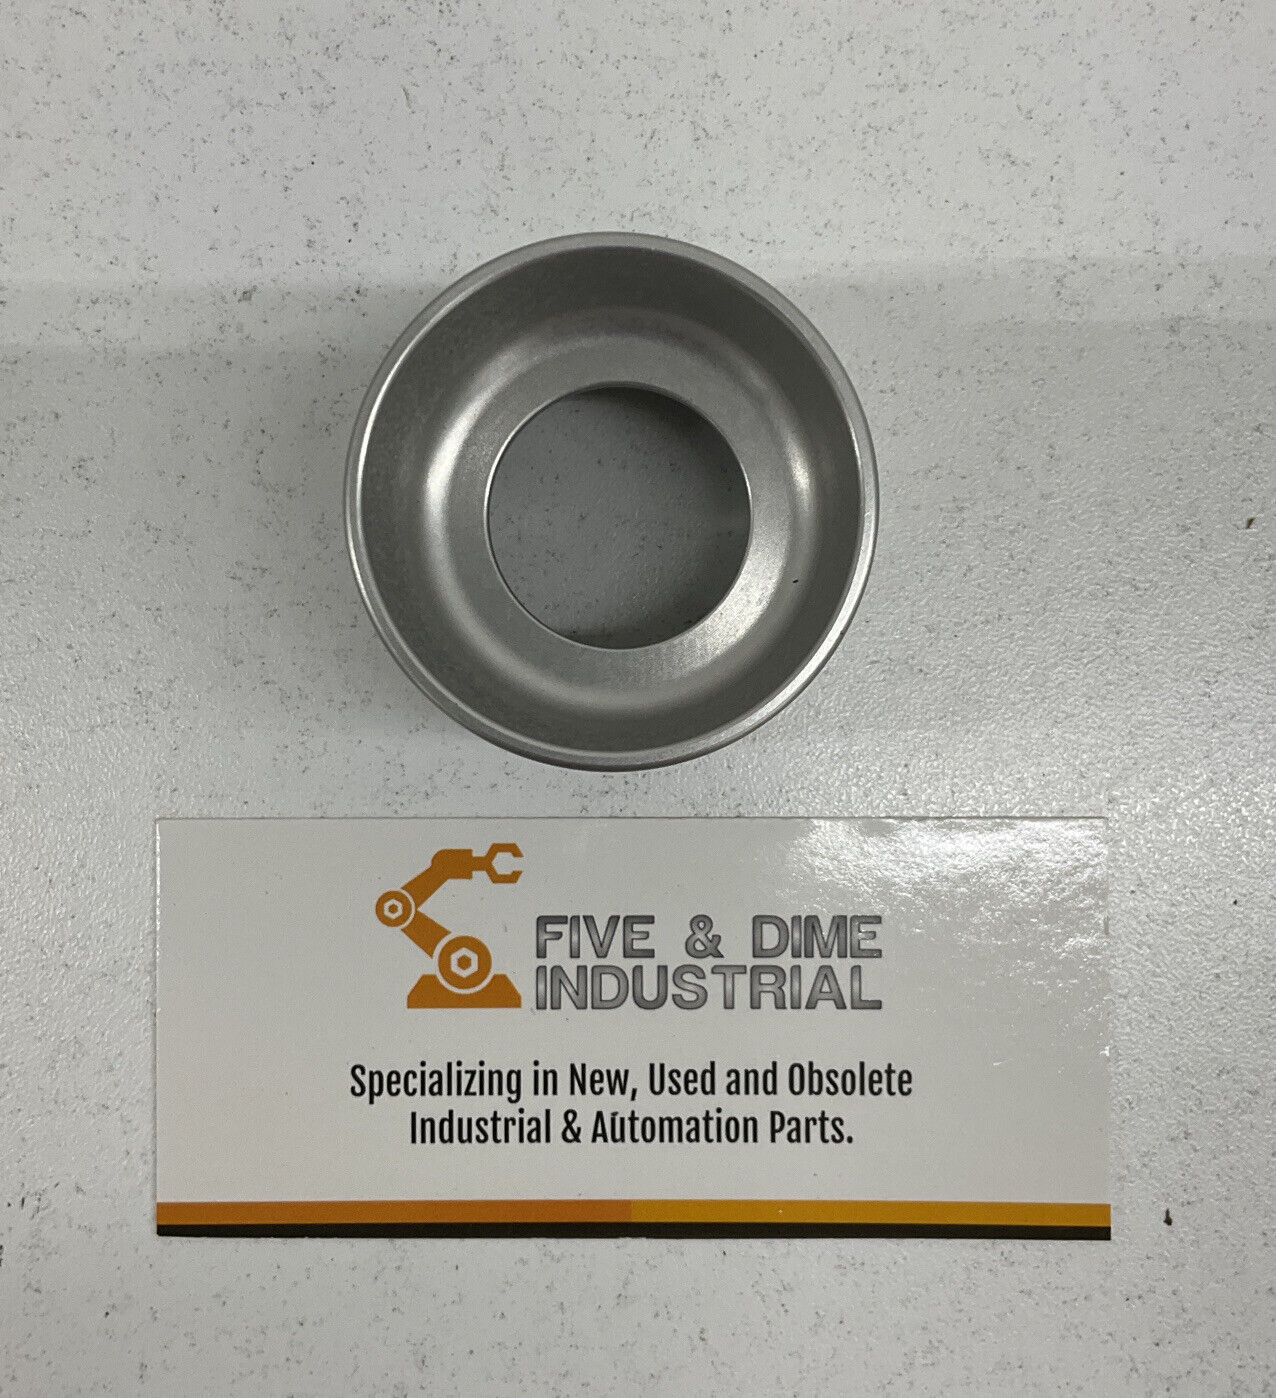 FIVE & DIME
INDUSTRIAL
Specializing in New, Used and Obsolete
Industrial & Automation Parts.